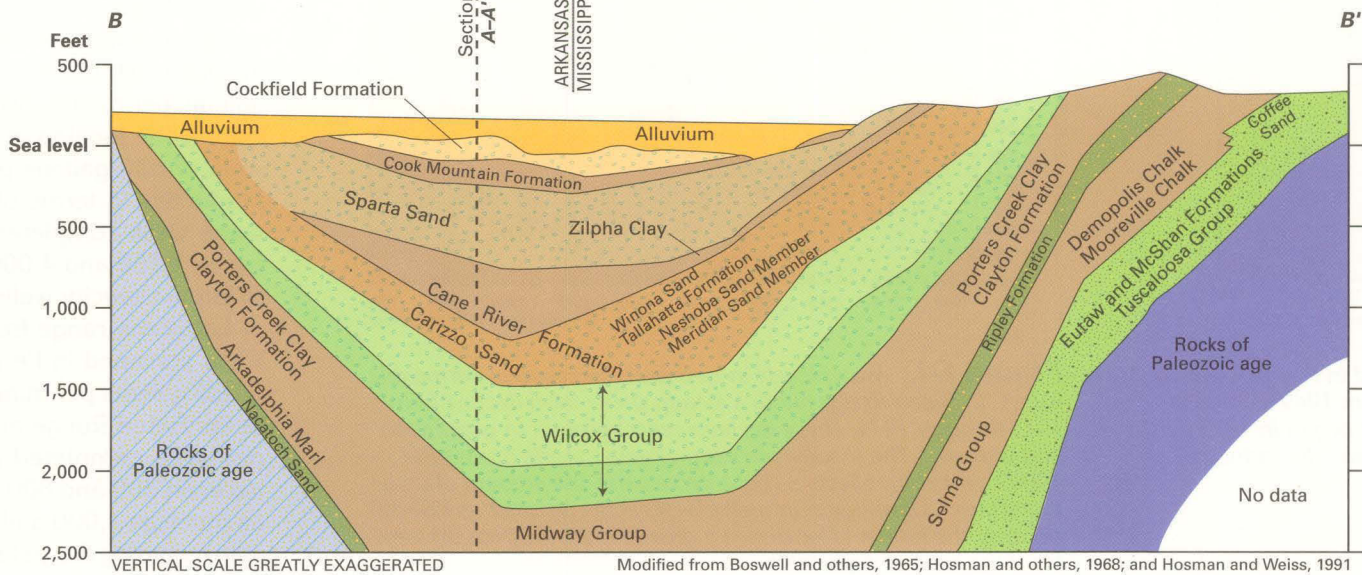 B
B'
Section
A–A'
ARKANSAS
MISSISSIPP
Feet
500
Sea level
500
1,000
1,500
2,000
2,500
Cockfield Formation
Alluvium
Alluvium
Cook Mountain Formation
Sparta Sand
Zilpha Clay
Cane River Formation
Carizzo Sand
Winona Sand
Tallahatta Formation
Neshoba Sand Member
Meridian Sand Member
Porters Creek Clay
Clayton Formation
Arkadelphia Marl
Nacatoch Sand
Rocks of
Paleozoic age
Wilcox Group
Midway Group
Porters Creek Clay
Clayton Formation
Ripley Formation
Demopolis Chalk
Mooreville Chalk
Selma Group
Coffee
Sand
Eutaw and McShan Formations
Tuscaloosa Group
Rocks of
Paleozoic age
No data
VERTICAL SCALE GREATLY EXAGGERATED
Modified from Boswell and others, 1965; Hosman and others, 1968; and Hosman and Weiss, 1991